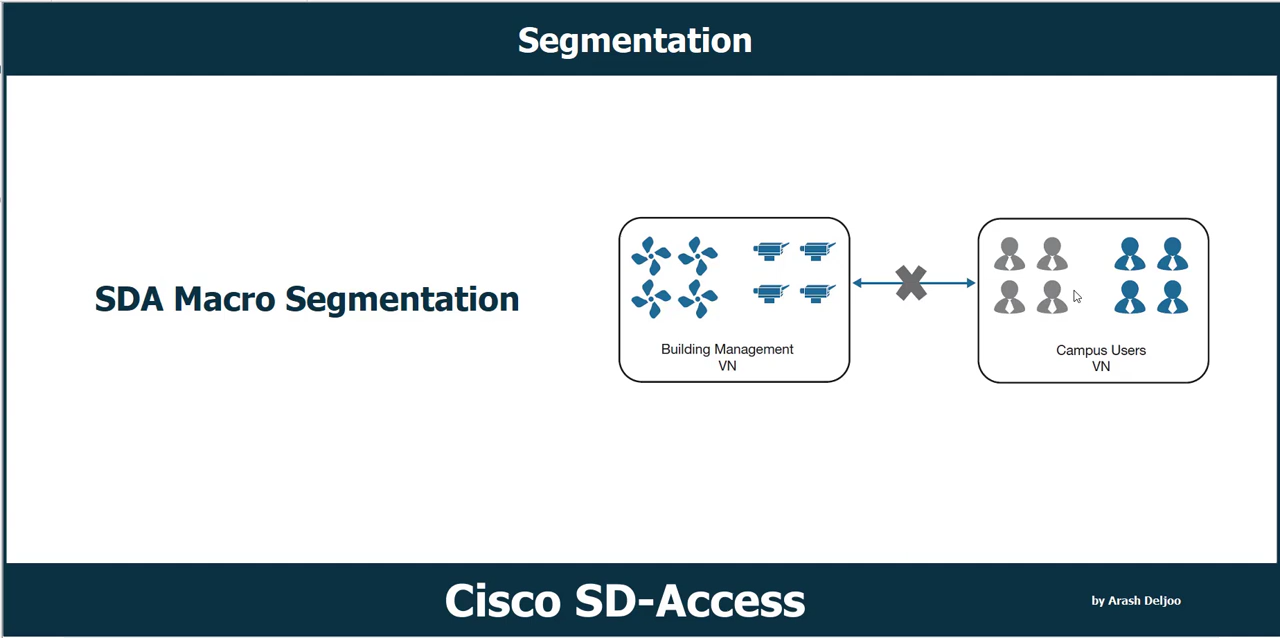 Segmentation
SDA Macro Segmentation
Building Management
VN
Campus Users
VN
Cisco SD-Access
by Arash Deljoo